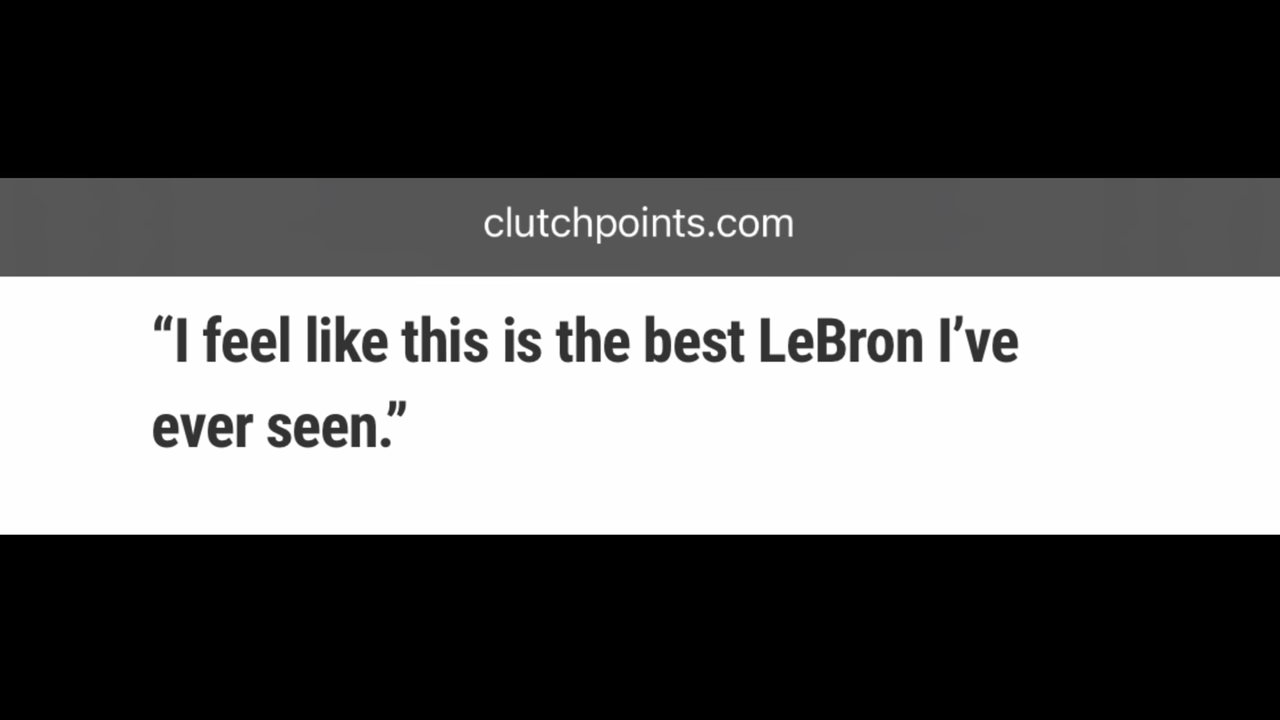 clutchpoints.com
“I feel like this is the best LeBron I’ve
ever seen.”